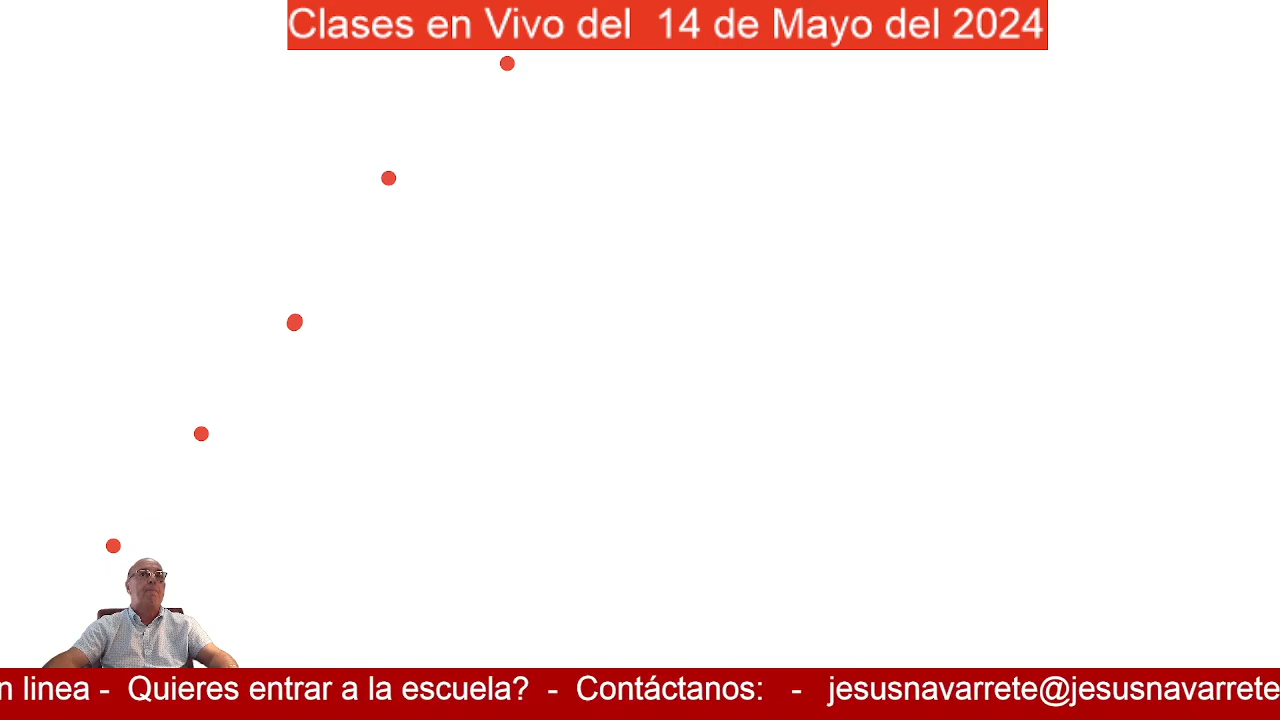 Clases en Vivo del  14 de Mayo del 2024
n linea -  Quieres entrar a la escuela?  -  Contáctanos:   -   jesusnavarrete@jesusnavarrete